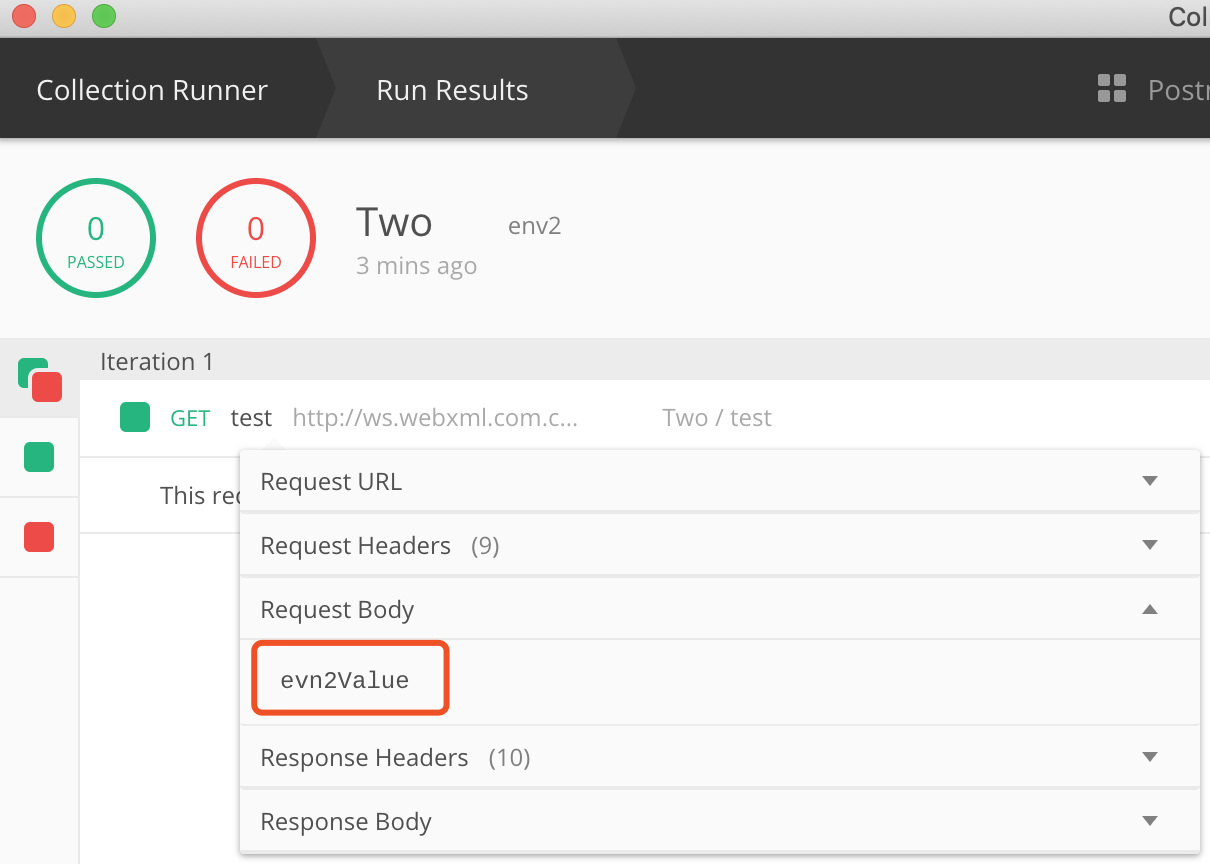 Col
Collection Runner Run Results Post
0 PASSED 0 FAILED Two env2
3 mins ago
Iteration 1
GET test http://ws.webxml.com.c... Two / test
This re
Request URL
Request Headers (9)
Request Body
evn2Value
Response Headers (10)
Response Body